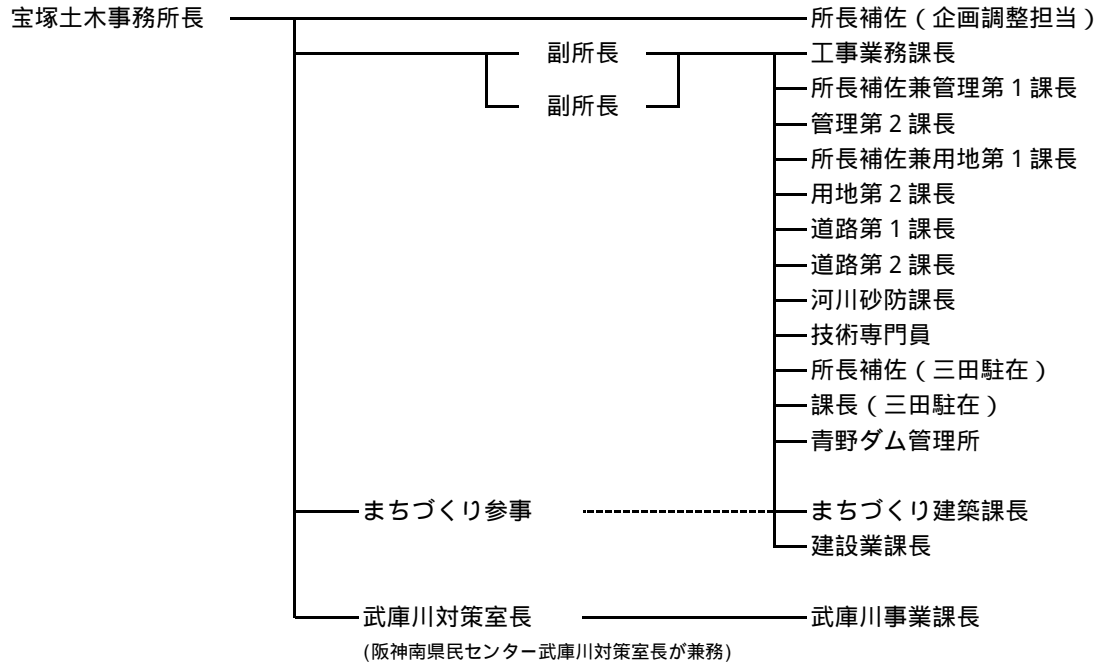 宝塚土木事務所長 所長補佐（企画調整担当）
副所長 工事業務課長
所長補佐兼管理第１課長
副所長
管理第２課長
所長補佐兼用地第１課長
用地第２課長
道路第１課長
道路第２課長
河川砂防課長
技術専門員
所長補佐（三田駐在）
課長（三田駐在）
青野ダム管理所
まちづくり参事 まちづくり建築課長
建設業課長
武庫川対策室長 武庫川事業課長
(阪神南県民センター武庫川対策室長が兼務)